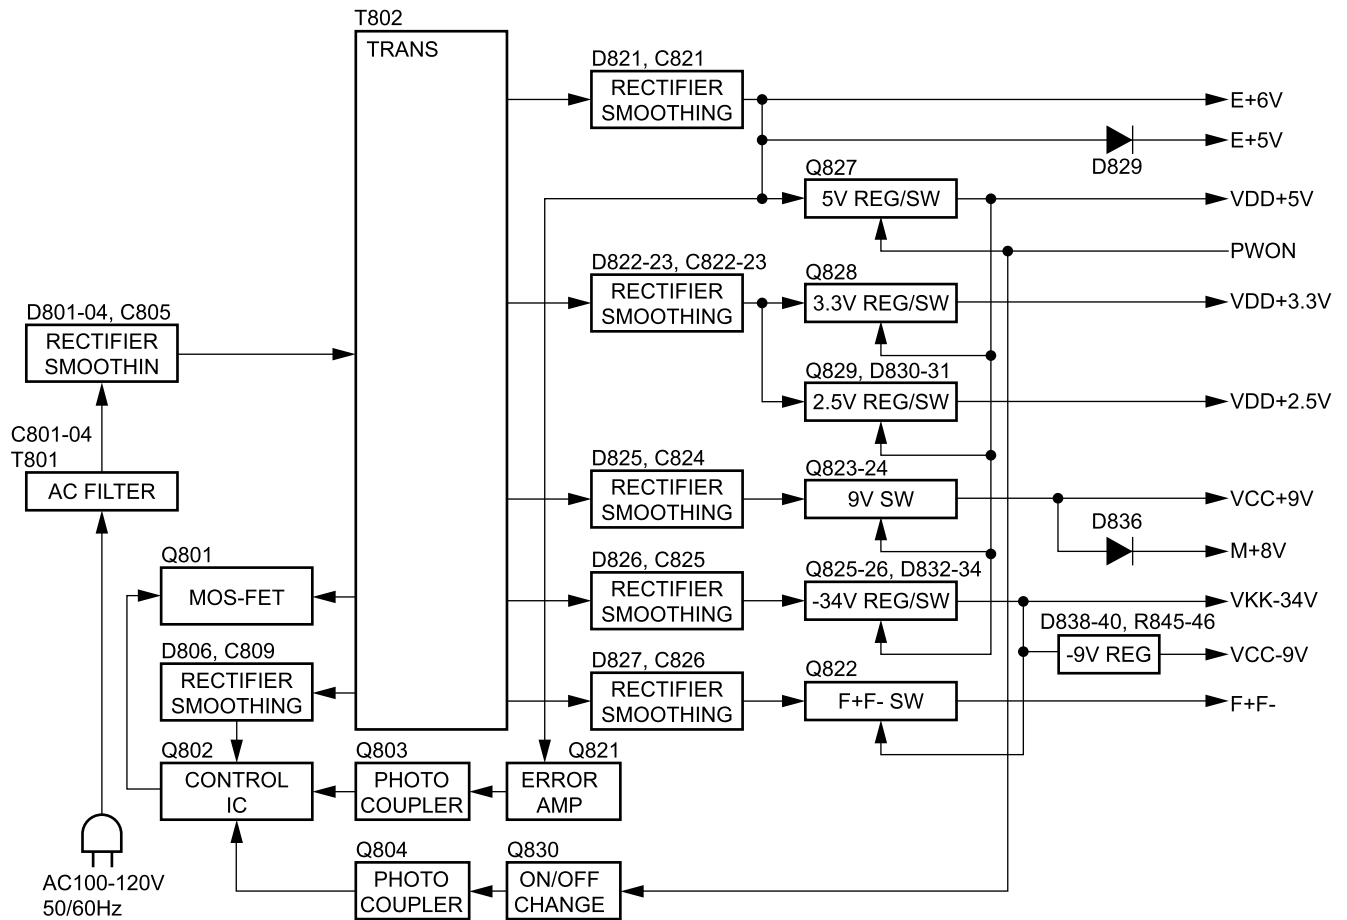 T802
TRANS
D821, C821
RECTIFIER
SMOOTHING
E+6V
E+5V
D829
Q827
5V REG/SW
VDD+5V
PWON
D822-23, C822-23
RECTIFIER
SMOOTHING
Q828
3.3V REG/SW
VDD+3.3V
D801-04, C805
RECTIFIER
SMOOTHIN
Q829, D830-31
2.5V REG/SW
VDD+2.5V
C801-04
T801
AC FILTER
D825, C824
RECTIFIER
SMOOTHING
Q823-24
9V SW
VCC+9V
D836
M+8V
Q801
MOS-FET
D826, C825
RECTIFIER
SMOOTHING
Q825-26, D832-34
-34V REG/SW
VKK-34V
D838-40, R845-46
-9V REG
VCC-9V
D806, C809
RECTIFIER
SMOOTHING
D827, C826
RECTIFIER
SMOOTHING
Q822
F+F- SW
F+F-
Q802
CONTROL
IC
Q803
PHOTO
COUPLER
Q821
ERROR
AMP
Q804
PHOTO
COUPLER
Q830
ON/OFF
CHANGE
AC100-120V
50/60Hz